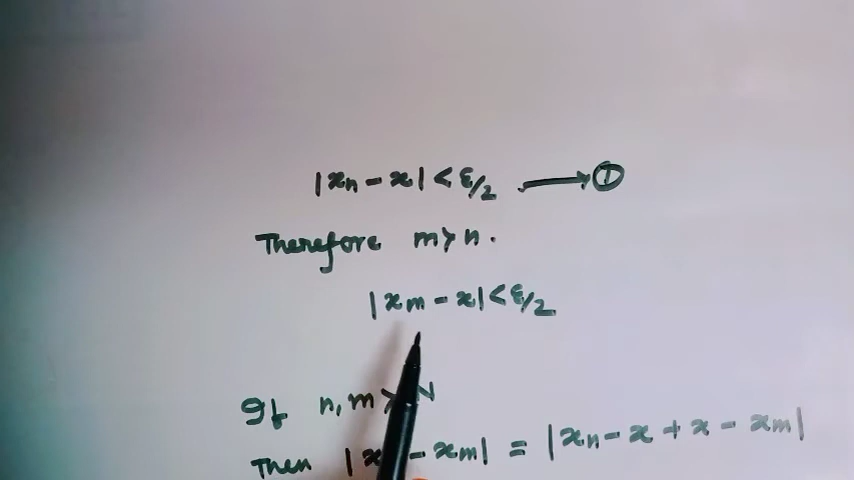 |xn - x| < ε/2 → ①
Therefore m > n.
|xm - x| < ε/2
If n, m > N
Then |x - xm| = |xn - x + x - xm|